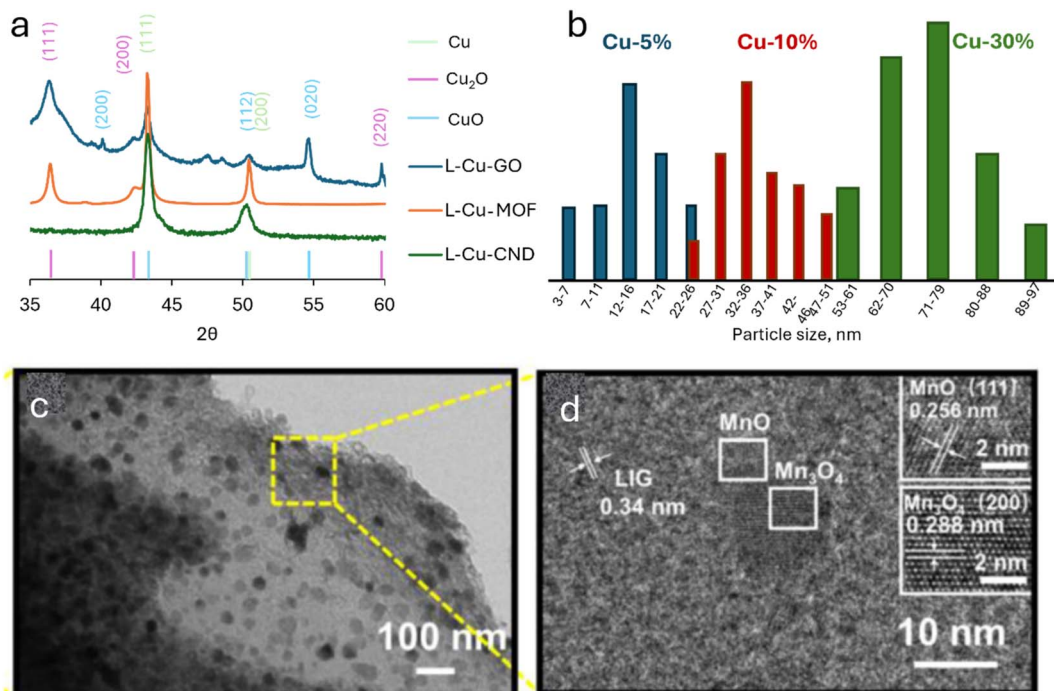 a
(111)
(200)
(200)
(111)
(112)
(200)
(020)
(220)
Cu
Cu₂O
CuO
L-Cu-GO
L-Cu-MOF
L-Cu-CND
35 40 45 50 55 60
2θ
b
Cu-5% Cu-10% Cu-30%
3-7
7-11
12-16
17-21
22-26
27-31
32-36
37-41
42-
46
47-51
53-61
62-70
71-79
80-88
89-97
Particle size, nm
c
100 nm
d
MnO
Mn₃O₄
LIG
0.34 nm
10 nm
MnO (111)
0.256 nm
2 nm
Mn₃O₄ (200)
0.288 nm
2 nm